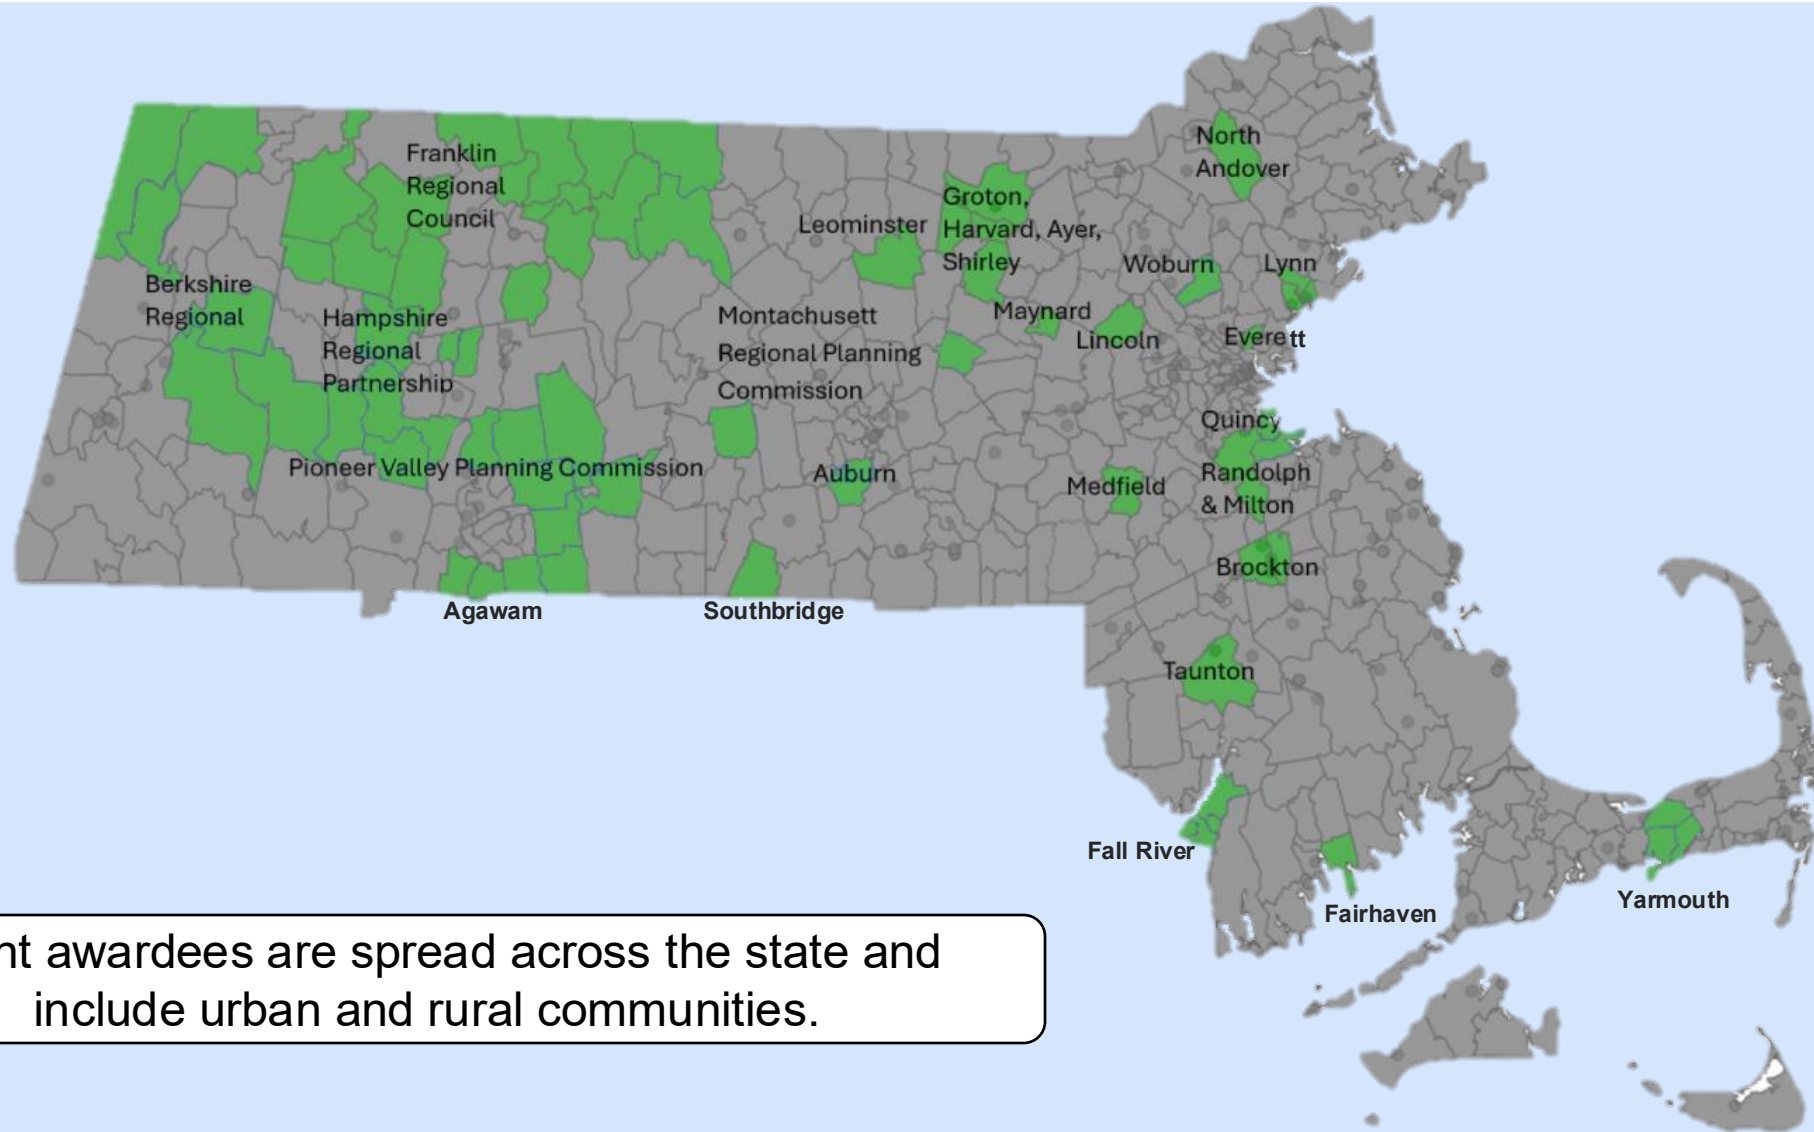 North
Andover
Franklin
Regional
Council
Groton,
Harvard, Ayer,
Shirley
Leominster
Woburn
Lynn
Berkshire
Regional
Hampshire
Regional
Partnership
Montachusett
Regional Planning
Commission
Maynard
Lincoln
Everett
Quincy
Pioneer Valley Planning Commission
Auburn
Medfield
Randolph
& Milton
Brockton
Agawam
Southbridge
Taunton
Fall River
Fairhaven
Yarmouth
awardees are spread across the state and
include urban and rural communities.